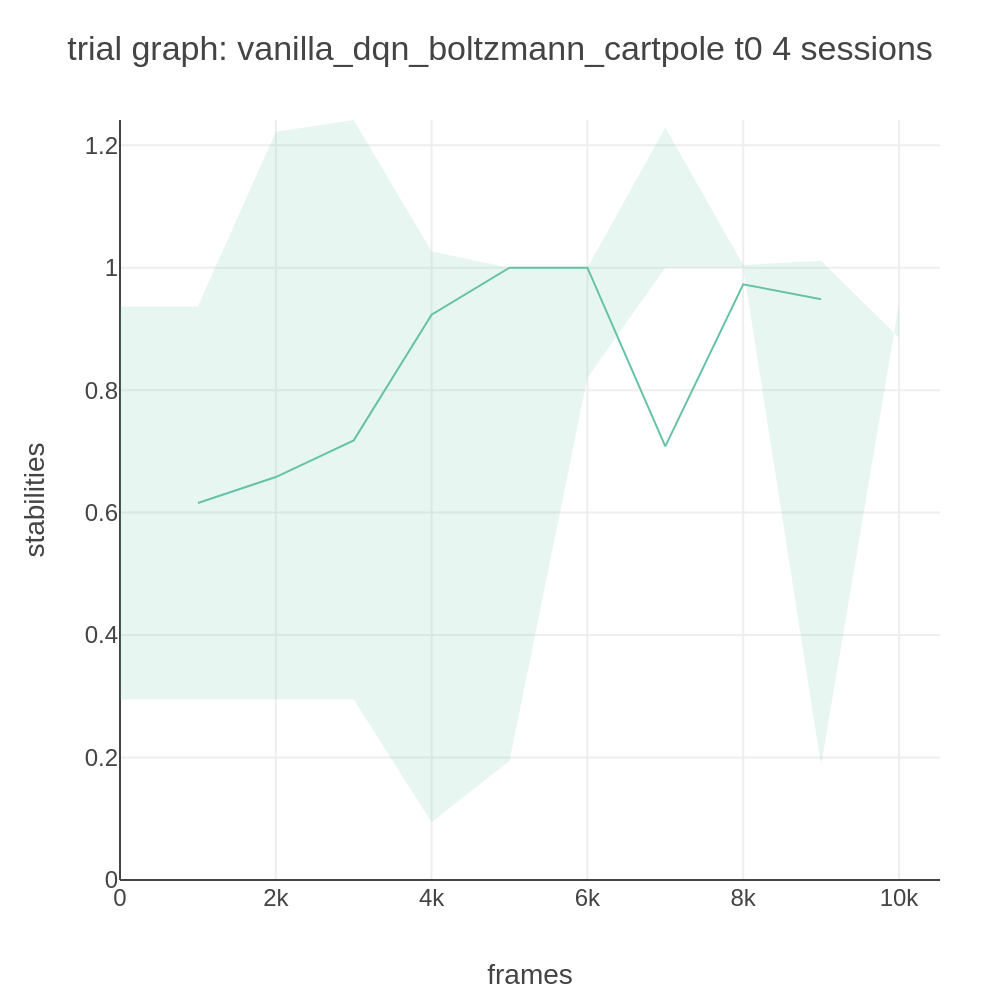 trial graph: vanilla_dqn_boltzmann_cartpole t0 4 sessions
1.2
1
0.8
0.6
0.4
0.2
0
stabilities
0 2k 4k 6k 8k 10k
frames